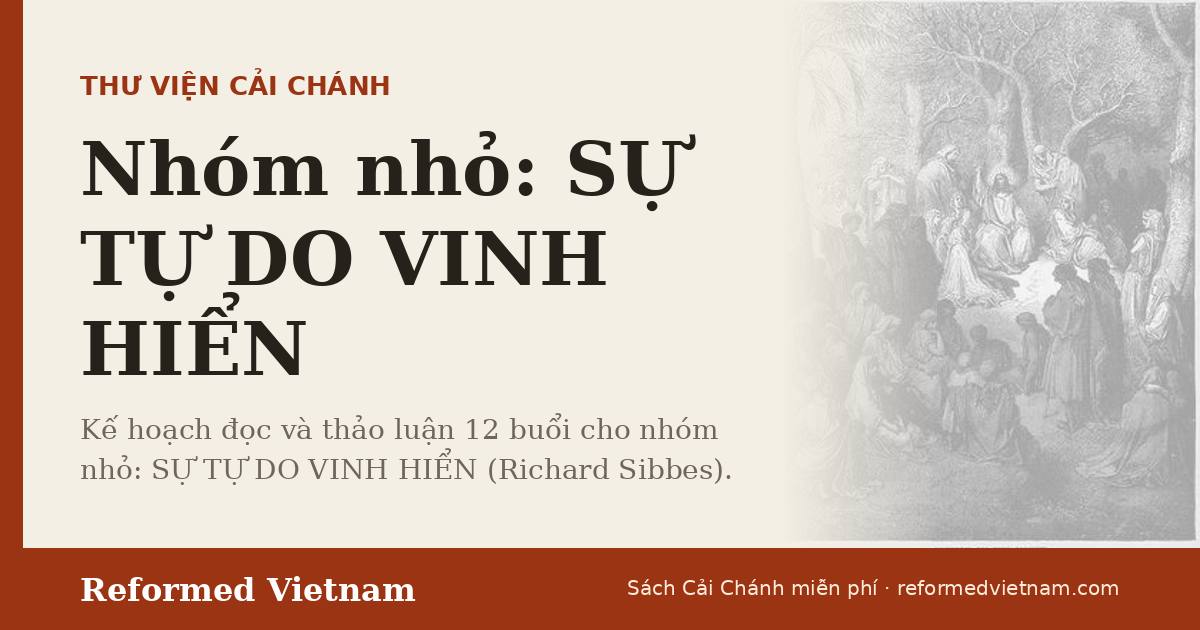 THƯ VIỆN CẢI CHÁNH
Nhóm nhỏ: SỰ
TỰ DO VINH
HIỂN
Kế hoạch đọc và thảo luận 12 buổi cho nhóm
nhỏ: SỰ TỰ DO VINH HIỂN (Richard Sibbes).
Reformed Vietnam
Sách Cải Chánh miễn phí · reformedvietnam.com